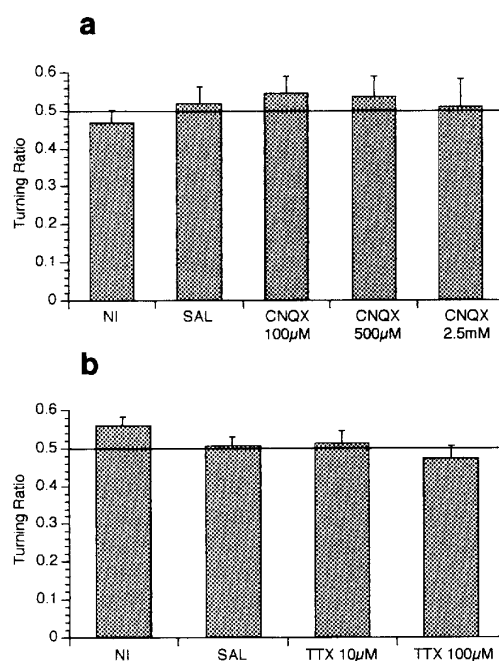 a
0.6
0.5
0.4
0.3
0.2
0.1
0
Turning Ratio
NI
SAL
CNQX
100µM
CNQX
500µM
CNQX
2.5mM
b
0.6
0.5
0.4
0.3
0.2
0.1
0
Turning Ratio
NI
SAL
TTX 10µM
TTX 100µM